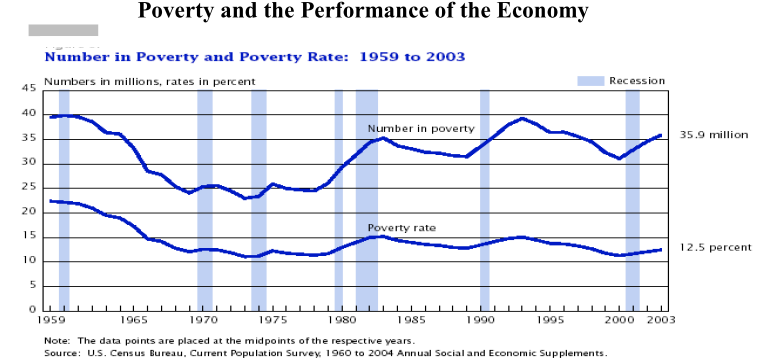 Poverty and the Performance of the Economy
Number in Poverty and Poverty Rate: 1959 to 2003
Numbers in millions, rates in percent
Recession
45
40
35
30
25
20
15
10
5
0
Number in poverty
35.9 million
Poverty rate
12.5 percent
1959 1965 1970 1975 1980 1985 1990 1995 2000 2003
Note: The data points are placed at the midpoints of the respective years.
Source: U.S. Census Bureau, Current Population Survey, 1960 to 2004 Annual Social and Economic Supplements.